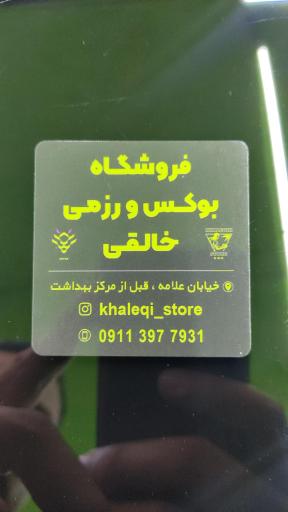 فروشگاه
بوکس و رزمی
خالقی
خیابان علامه ، قبل از مرکز بهداشت
khaleqi_store
0911 397 7931